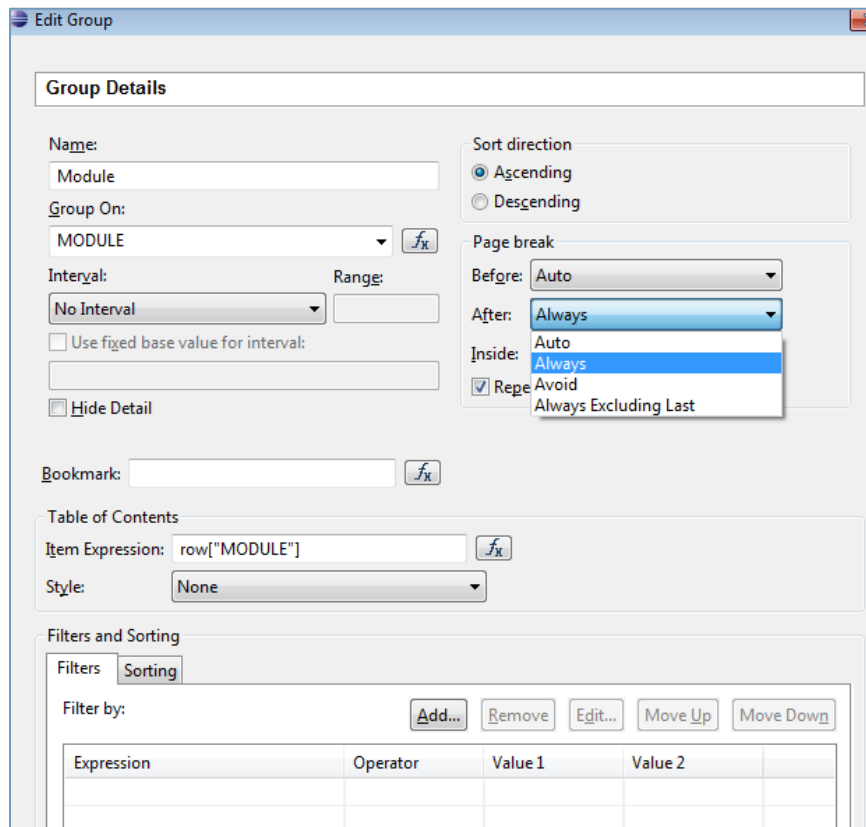 Edit Group
Group Details
Name:
Module
Group On:
MODULE
fx
Interval:
Range:
No Interval
Use fixed base value for interval:
Hide Detail
Sort direction
Ascending
Descending
Page break
Before:
Auto
After:
Always
Auto
Always
Avoid
Always Excluding Last
Inside:
Bookmark:
fx
Table of Contents
Item Expression:
row["MODULE"]
fx
Style:
None
Filters and Sorting
Filters
Sorting
Filter by:
Add...
Remove
Edit...
Move Up
Move Down
Expression
Operator
Value 1
Value 2